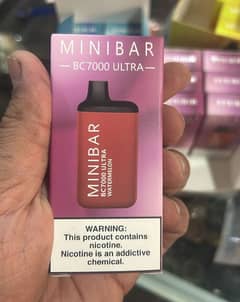 MINIBAR
BC7000 ULTRA
MINIBAR
BC7000 ULTRA
WATERMELON
WARNING:
This product contains
nicotine.
Nicotine is an addictive
chemical.